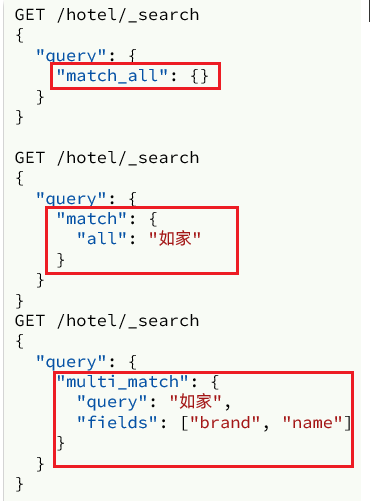 GET /hotel/_search
{
  "query": {
    "match_all": {}
  }
}
GET /hotel/_search
{
  "query": {
    "match": {
      "all": "如家"
    }
  }
}
GET /hotel/_search
{
  "query": {
    "multi_match": {
      "query": "如家",
      "fields": ["brand", "name"]
    }
  }
}